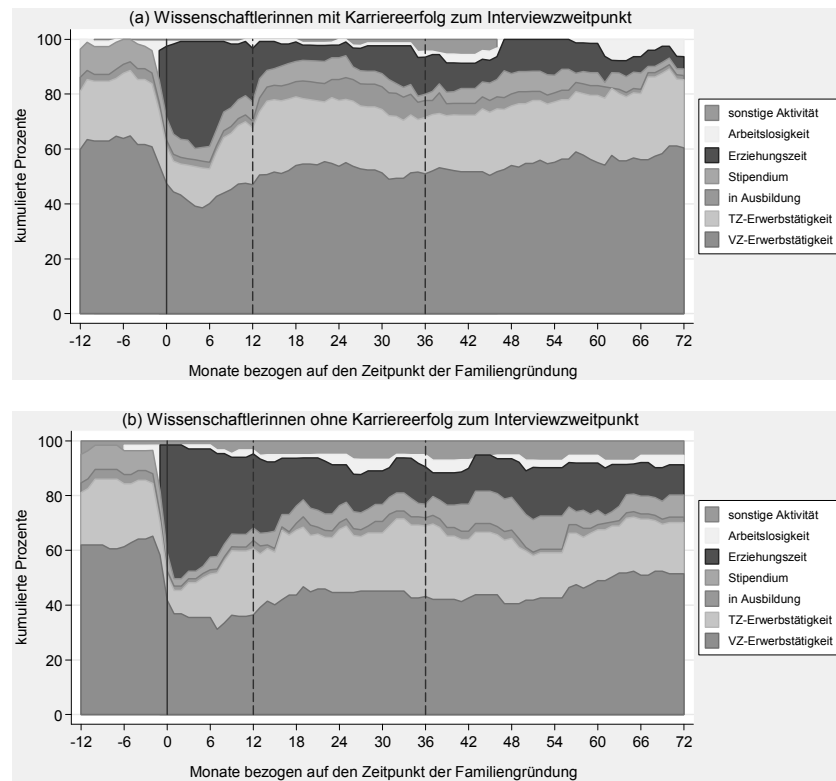 (a) Wissenschaftlerinnen mit Karriereerfolg zum Interviewzweitpunkt
100
80
60
40
20
0
kumulierte Prozente
-12 -6 0 6 12 18 24 30 36 42 48 54 60 66 72
Monate bezogen auf den Zeitpunkt der Familiengründung
sonstige Aktivität
Arbeitslosigkeit
Erziehungszeit
Stipendium
in Ausbildung
TZ-Erwerbstätigkeit
VZ-Erwerbstätigkeit
(b) Wissenschaftlerinnen ohne Karriereerfolg zum Interviewzweitpunkt
100
80
60
40
20
0
kumulierte Prozente
-12 -6 0 6 12 18 24 30 36 42 48 54 60 66 72
Monate bezogen auf den Zeitpunkt der Familiengründung
sonstige Aktivität
Arbeitslosigkeit
Erziehungszeit
Stipendium
in Ausbildung
TZ-Erwerbstätigkeit
VZ-Erwerbstätigkeit